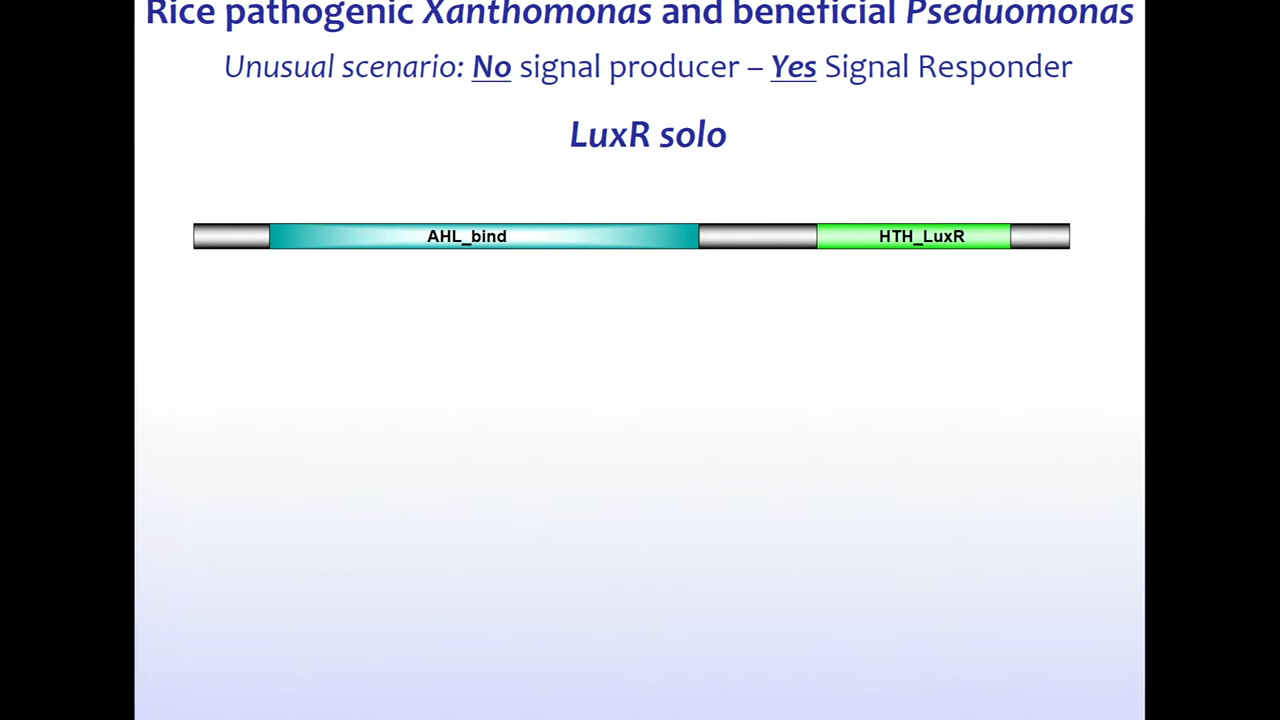 Rice pathogenic Xanthomonas and beneficial Pseduomonas
Unusual scenario: No signal producer – Yes Signal Responder
LuxR solo
AHL_bind HTH_LuxR